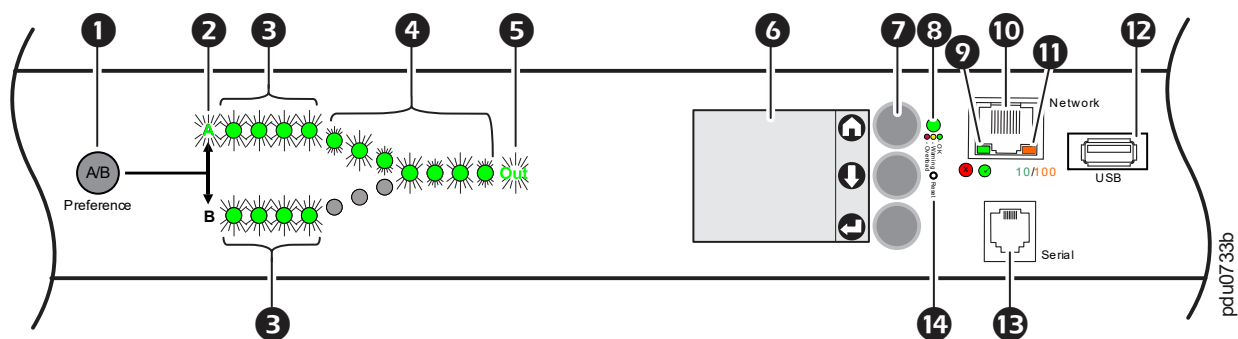 1 2 3 4 5 6 7 8 9 10 11 12
Network
A
Out
OK
Warning
Overload
Reset
A/B
Preference
B
10/100
USB
Serial
3
14 13
pdu0733b